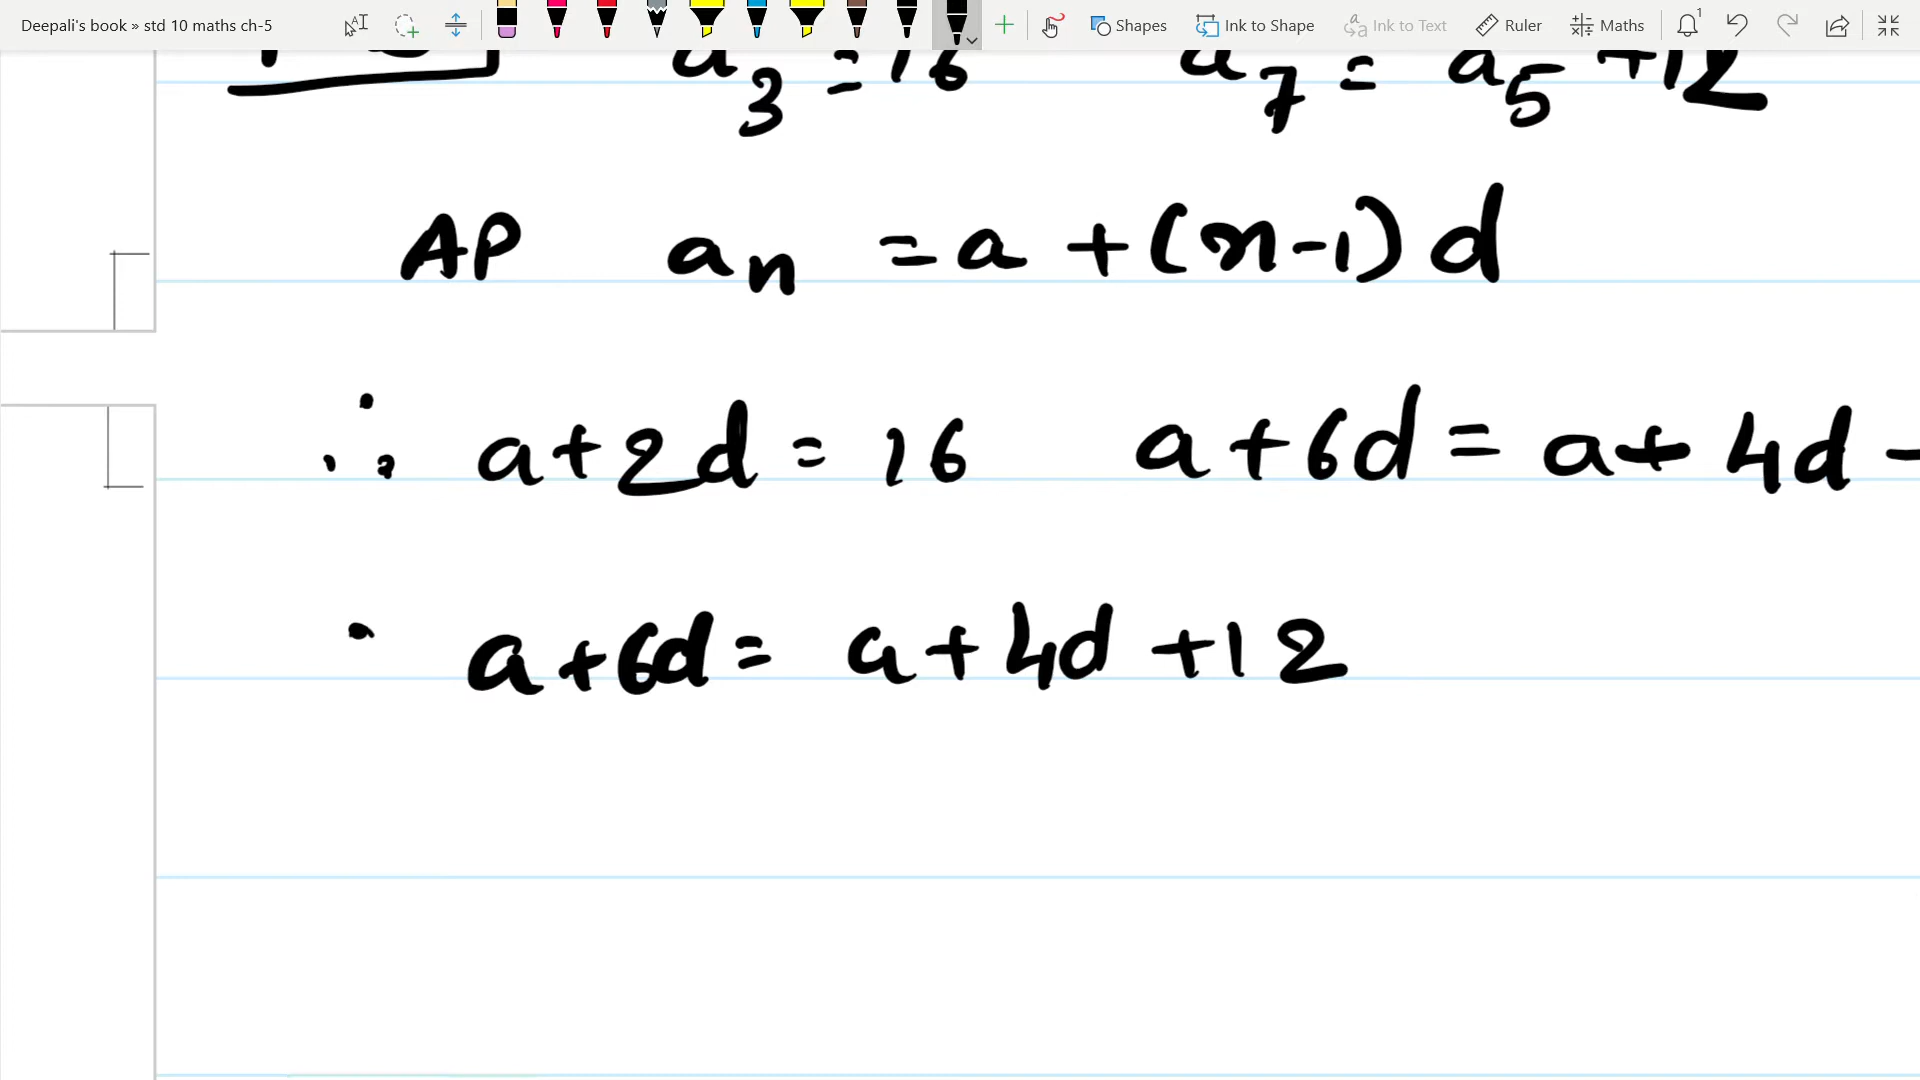 Deepali's book » std 10 maths ch-5 Shapes Ink to Shape Ink to Text Ruler Maths 1
a3 = 16 a7 = a5 +12
AP an = a + (n-1) d
∴ a+2d = 16 a+6d = a+ 4d -
a+6d = a+4d +12